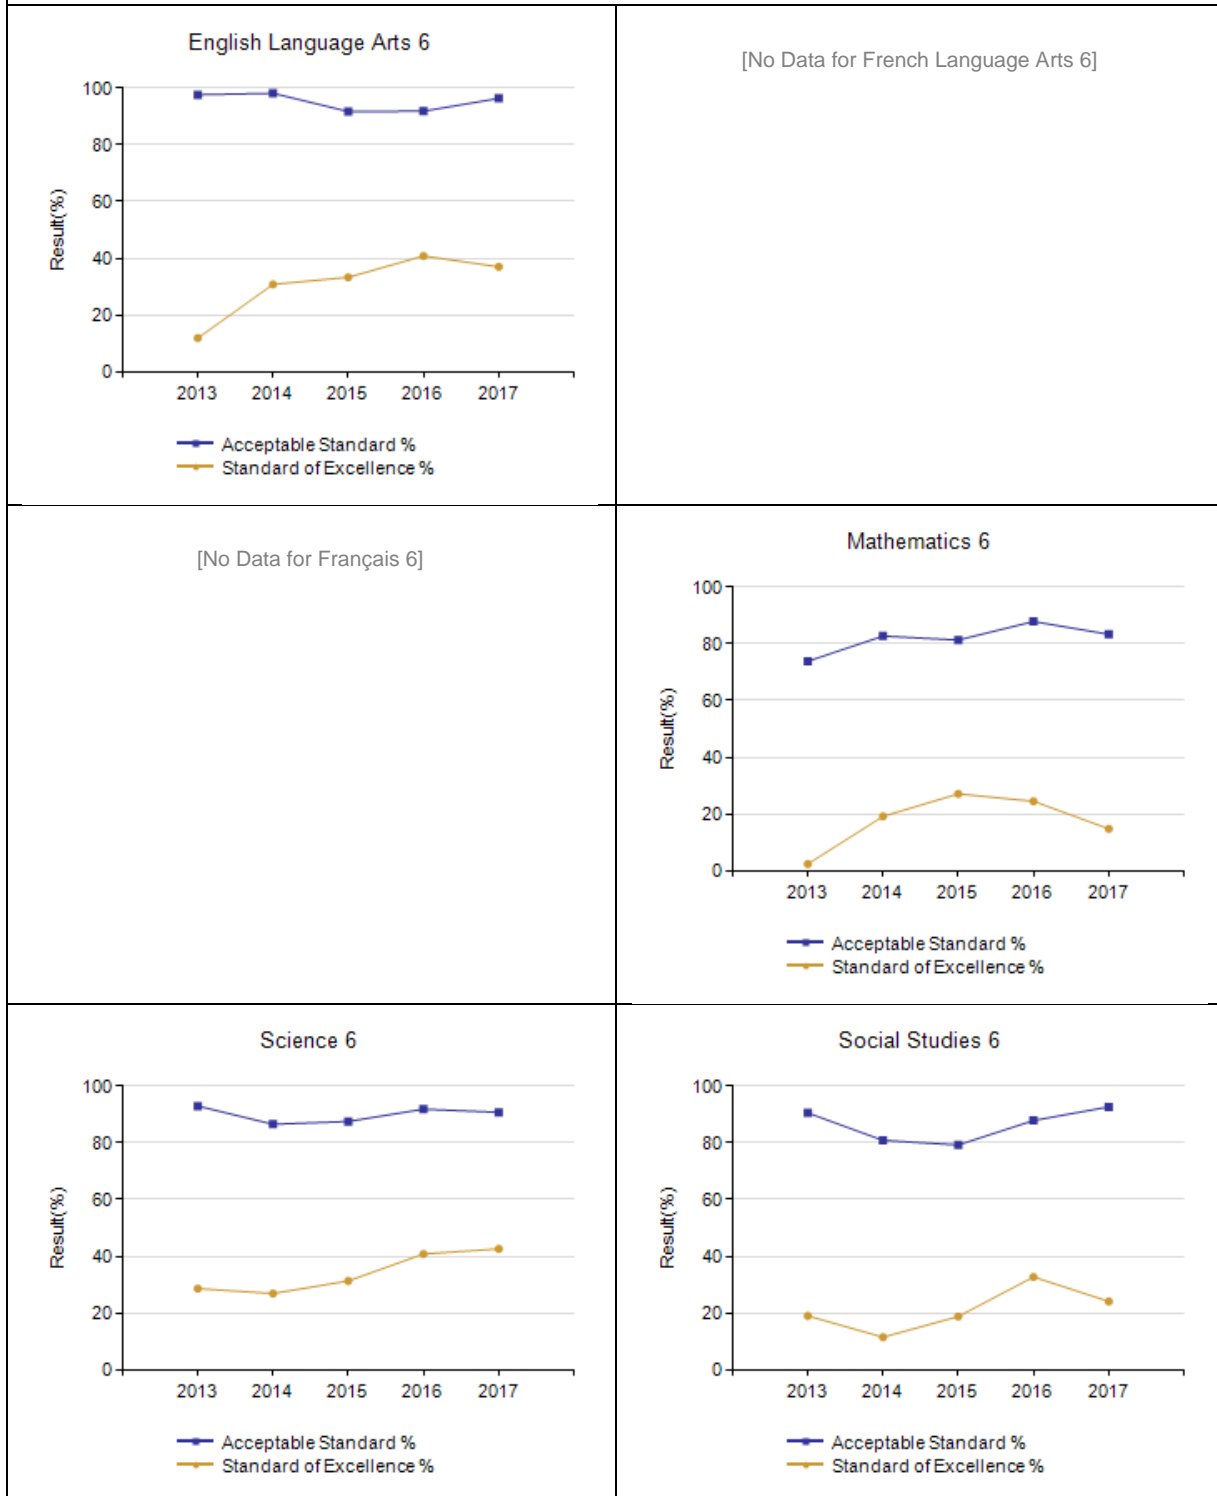 English Language Arts 6
100
80
60
40
20
0
Result(%)
2013 2014 2015 2016 2017
Acceptable Standard %
Standard of Excellence %
[No Data for French Language Arts 6]
[No Data for Français 6]
Mathematics 6
100
80
60
40
20
0
Result(%)
2013 2014 2015 2016 2017
Acceptable Standard %
Standard of Excellence %
Science 6
100
80
60
40
20
0
Result(%)
2013 2014 2015 2016 2017
Acceptable Standard %
Standard of Excellence %
Social Studies 6
100
80
60
40
20
0
Result(%)
2013 2014 2015 2016 2017
Acceptable Standard %
Standard of Excellence %